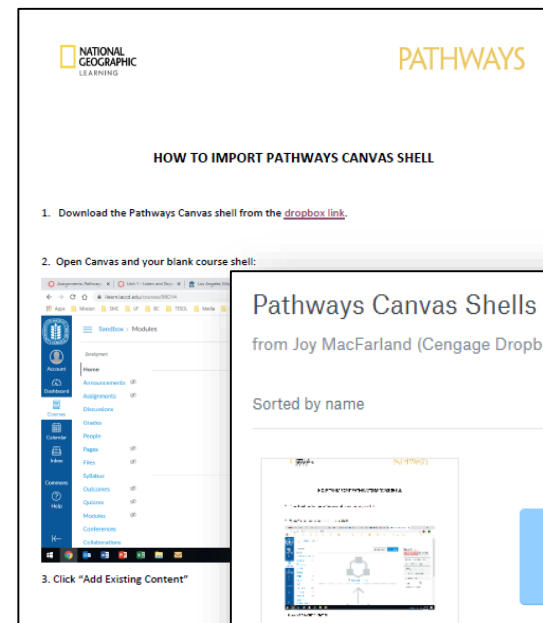 NATIONAL
GEOGRAPHIC
LEARNING
PATHWAYS
HOW TO IMPORT PATHWAYS CANVAS SHELL
1. Download the Pathways Canvas shell from the dropbox link.
2. Open Canvas and your blank course shell:
Sandbox › Modules
Home
Announcements
Assignments
Discussions
Grades
People
Pages
Files
Syllabus
Outcomes
Quizzes
Modules
Conferences
Collaborations
Account
Dashboard
Courses
Calendar
Inbox
Commons
Help
3. Click “Add Existing Content”
Pathways Canvas Shells
from Joy MacFarland (Cengage Dropb
Sorted by name